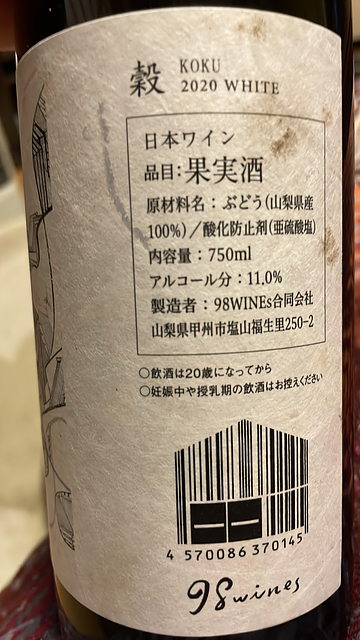 穀 KOKU
2020 WHITE
日本ワイン
品目:果実酒
原材料名:ぶどう(山梨県産
100%)/酸化防止剤(亜硫酸塩)
内容量:750ml
アルコール分:11.0%
製造者:98WINEs合同会社
山梨県甲州市塩山福生里250-2
○飲酒は20歳になってから
○妊娠中や授乳期の飲酒はお控えください
4 570086 370145
98wines